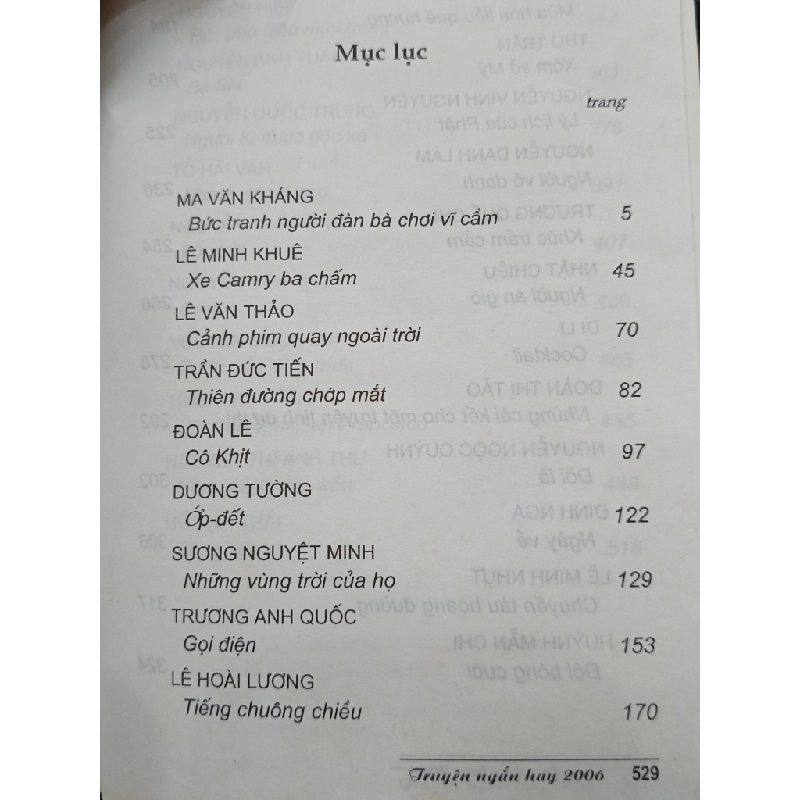 Mục lục
trang
MA VĂN KHÁNG
Bức tranh người đàn bà chơi vĩ cầm 5
LÊ MINH KHUÊ
Xe Camry ba chấm 45
LÊ VĂN THẢO
Cảnh phim quay ngoài trời 70
TRẦN ĐỨC TIẾN
Thiên đường chớp mắt 82
ĐOÀN LÊ
Cô Khịt 97
DƯƠNG TƯỜNG
Ốp-đết 122
SƯƠNG NGUYỆT MINH
Những vùng trời của họ 129
TRƯƠNG ANH QUỐC
Gọi điện 153
LÊ HOÀI LƯƠNG
Tiếng chuông chiều 170
Truyện ngắn hay 2006 529